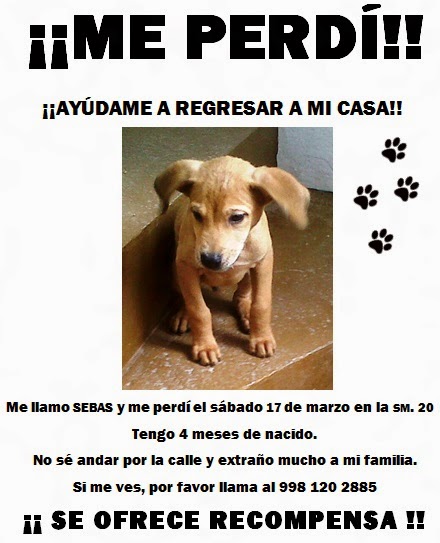 ¡¡ME PERDÍ!!
¡¡AYÚDAME A REGRESAR A MI CASA!!
Me llamo SEBAS y me perdí el sábado 17 de marzo en la SM. 20
Tengo 4 meses de nacido.
No sé andar por la calle y extraño mucho a mi familia.
Si me ves, por favor llama al 998 120 2885
¡¡ SE OFRECE RECOMPENSA !!